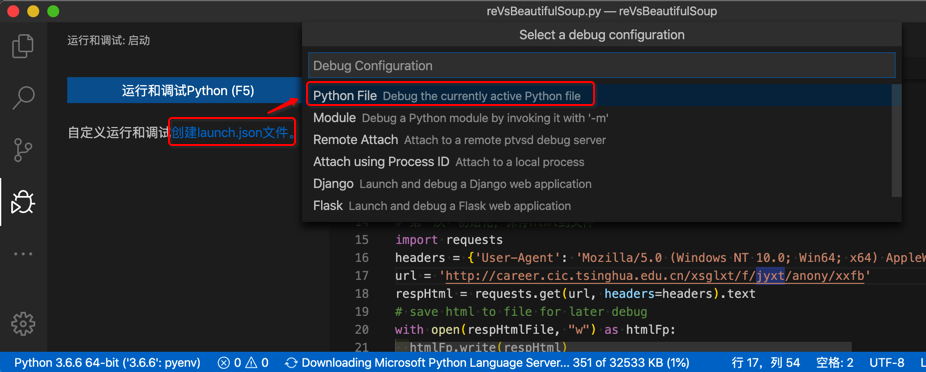 reVsBeautifulSoup.py — reVsBeautifulSoup
运行和调试: 启动
运行和调试Python (F5)
自定义运行和调试创建launch.json文件。
Select a debug configuration
Debug Configuration
Python File Debug the currently active Python file
Module Debug a Python module by invoking it with '-m'
Remote Attach Attach to a remote ptvsd debug server
Attach using Process ID Attach to a local process
Django Launch and debug a Django web application
Flask Launch and debug a Flask web application
15 import requests
16 headers = {'User-Agent': 'Mozilla/5.0 (Windows NT 10.0; Win64; x64) AppleW
17 url = 'http://career.cic.tsinghua.edu.cn/xsglxt/f/jyxt/anony/xxfb'
18 respHtml = requests.get(url, headers=headers).text
19 # save html to file for later debug
20 with open(respHtmlFile, "w") as htmlFp:
21 htmlFp.write(respHtml)
Python 3.6.6 64-bit ('3.6.6': pyenv) 0 0 Downloading Microsoft Python Language Server... 351 of 32533 KB (1%) 行 17，列 54 空格: 2 UTF-8 L